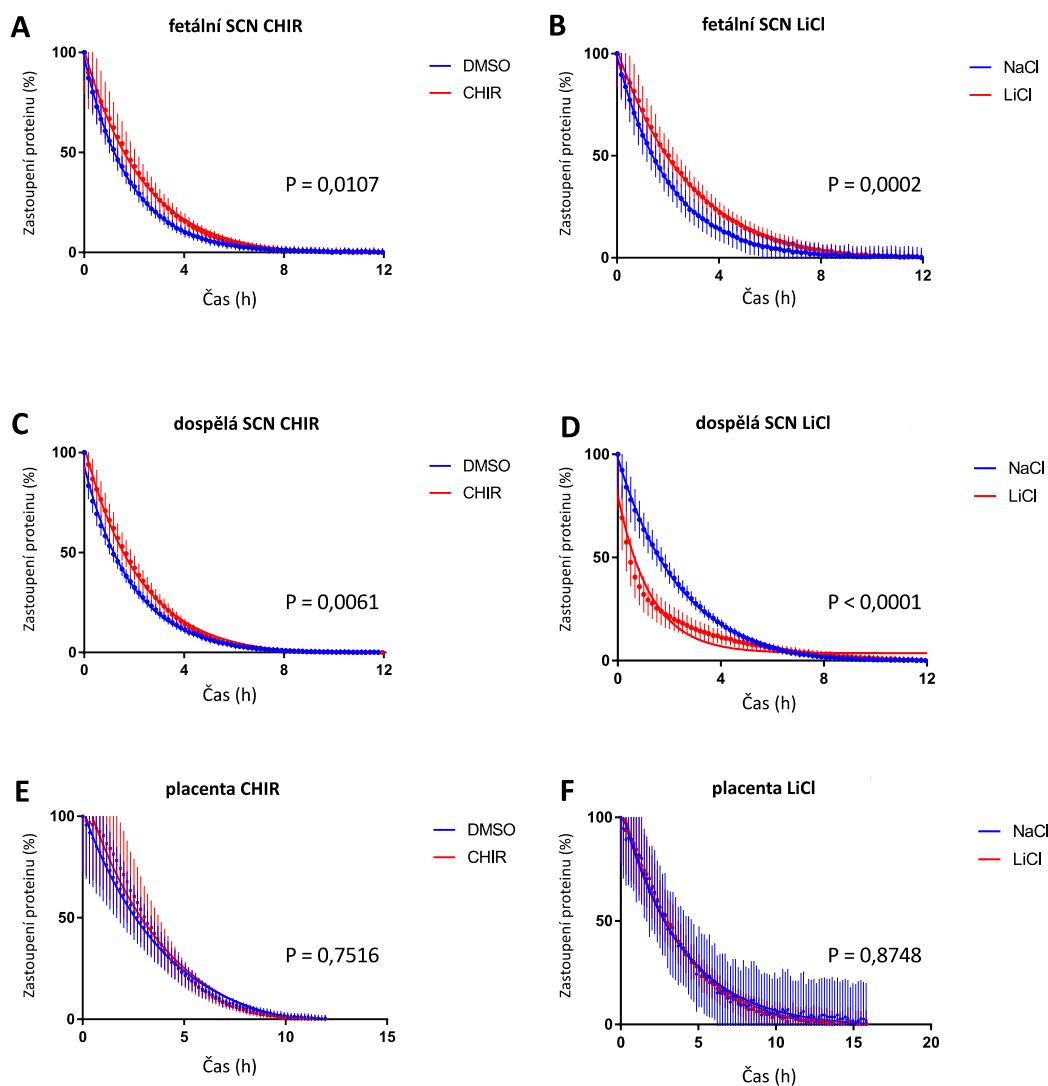 A
fetální SCN CHIR
Zastoupení proteinu (%)
100
50
0
0
4
8
12
Čas (h)
DMSO
CHIR
P = 0,0107
B
fetální SCN LiCl
Zastoupení proteinu (%)
100
50
0
0
4
8
12
Čas (h)
NaCl
LiCl
P = 0,0002
C
dospělá SCN CHIR
Zastoupení proteinu (%)
100
50
0
0
4
8
12
Čas (h)
DMSO
CHIR
P = 0,0061
D
dospělá SCN LiCl
Zastoupení proteinu (%)
100
50
0
0
4
8
12
Čas (h)
NaCl
LiCl
P < 0,0001
E
placenta CHIR
Zastoupení proteinu (%)
100
50
0
0
5
10
15
Čas (h)
DMSO
CHIR
P = 0,7516
F
placenta LiCl
Zastoupení proteinu (%)
100
50
0
0
5
10
15
20
Čas (h)
NaCl
LiCl
P = 0,8748